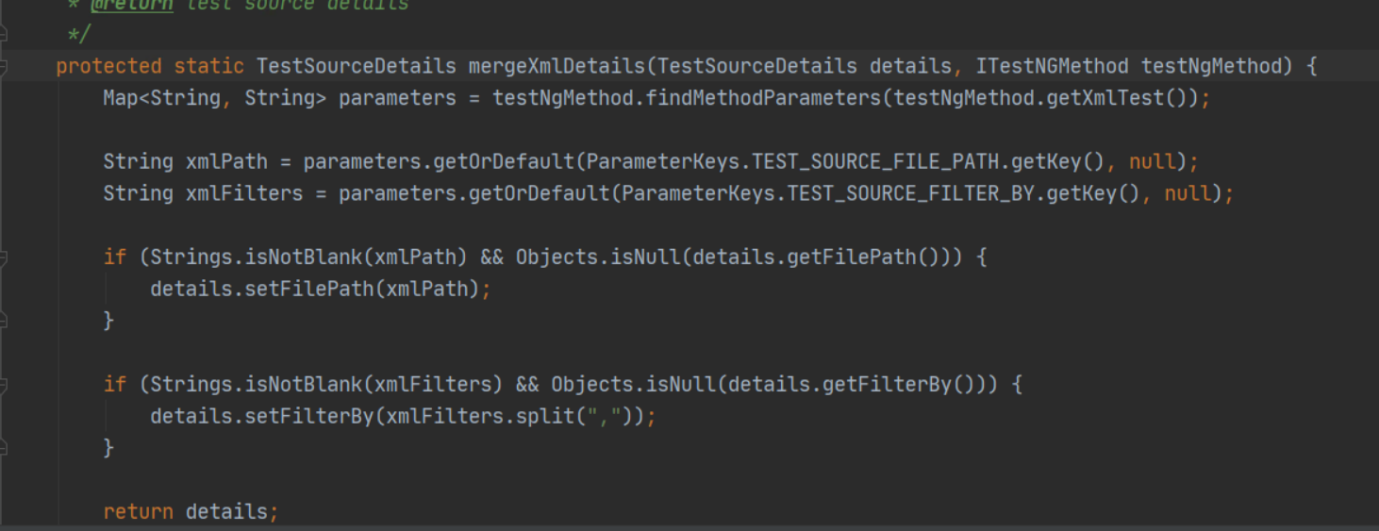 * @return test source details
*/
protected static TestSourceDetails mergeXmlDetails(TestSourceDetails details, ITestNGMethod testNgMethod) {
Map<String, String> parameters = testNgMethod.findMethodParameters(testNgMethod.getXmlTest());
String xmlPath = parameters.getOrDefault(ParameterKeys.TEST_SOURCE_FILE_PATH.getKey(), null);
String xmlFilters = parameters.getOrDefault(ParameterKeys.TEST_SOURCE_FILTER_BY.getKey(), null);
if (Strings.isNotBlank(xmlPath) && Objects.isNull(details.getFilePath())) {
details.setFilePath(xmlPath);
}
if (Strings.isNotBlank(xmlFilters) && Objects.isNull(details.getFilterBy())) {
details.setFilterBy(xmlFilters.split(","));
}
return details;